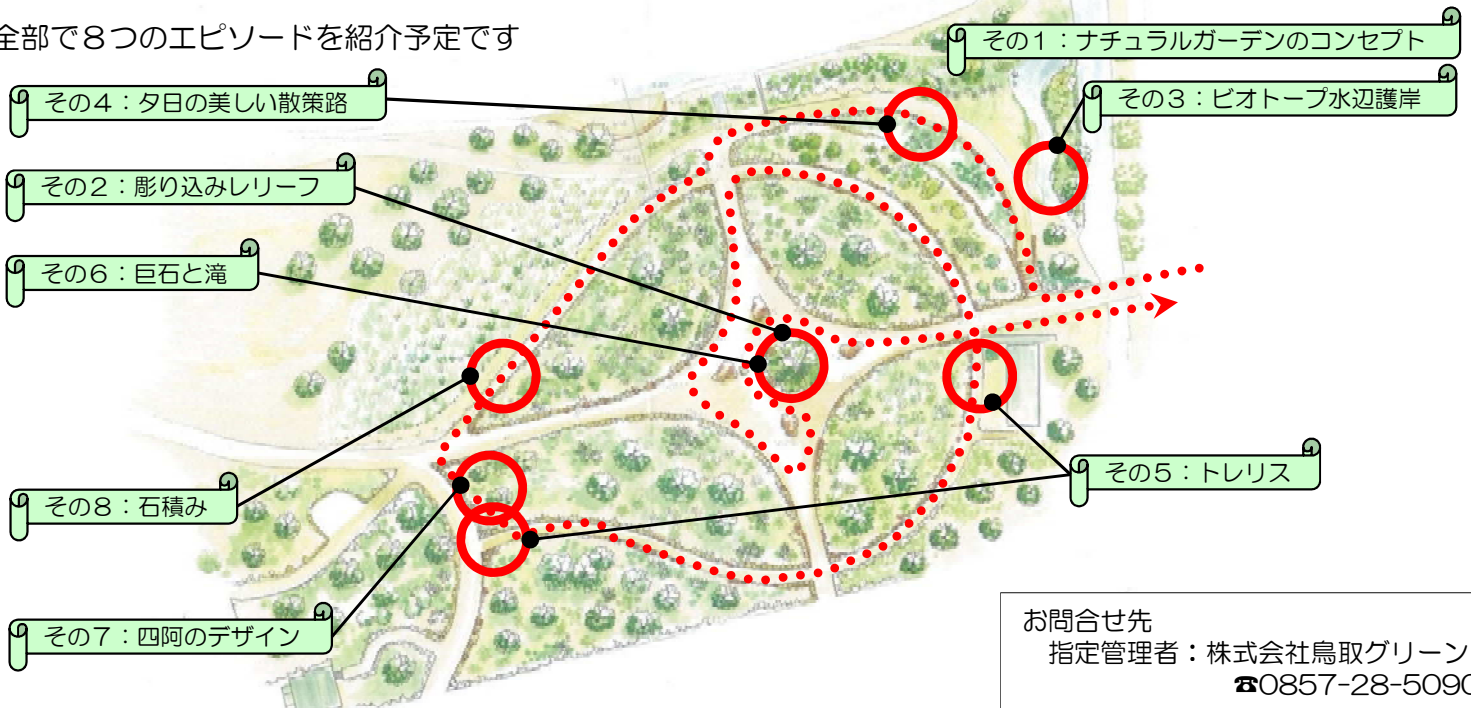 全部で８つのエピソードを紹介予定です
その１：ナチュラルガーデンのコンセプト
その４：夕日の美しい散策路
その３：ビオトープ水辺護岸
その２：彫り込みレリーフ
その６：巨石と滝
その５：トレリス
その８：石積み
その７：四阿のデザイン
お問合せ先
指定管理者：株式会社鳥取グリーン
☎0857-28-5090